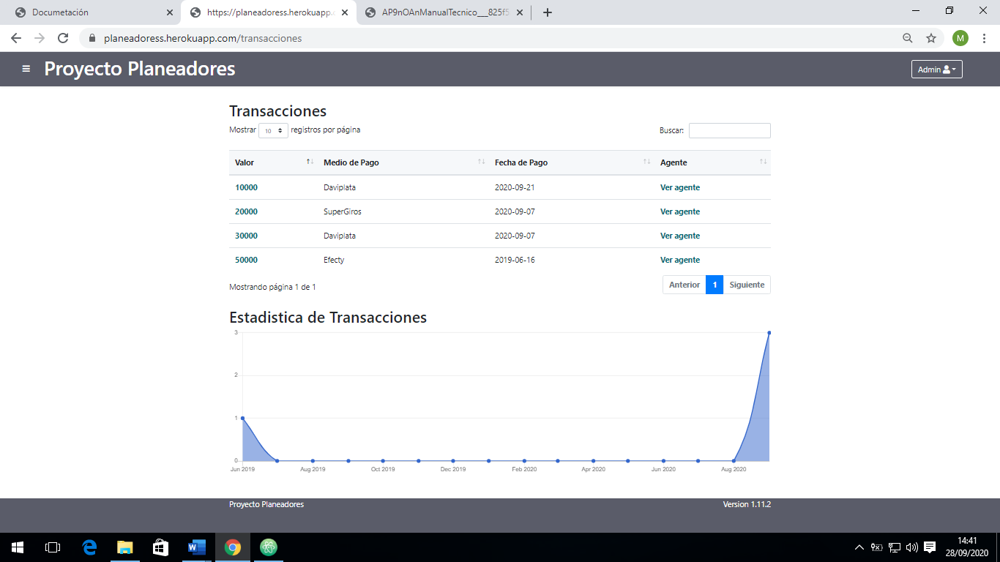 Documetación
https://planeadoress.herokuapp.c
AP9nOAnManualTecnico___825f5
planeadoress.herokuapp.com/transacciones
M
Proyecto Planeadores
Admin
Transacciones
Mostrar 10 registros por página
Buscar:
Valor Medio de Pago Fecha de Pago Agente
10000 Daviplata 2020-09-21 Ver agente
20000 SuperGiros 2020-09-07 Ver agente
30000 Daviplata 2020-09-07 Ver agente
50000 Efecty 2019-06-16 Ver agente
Mostrando página 1 de 1
Anterior 1 Siguiente
Estadistica de Transacciones
3
2
1
0
Jun 2019 Aug 2019 Oct 2019 Dec 2019 Feb 2020 Apr 2020 Jun 2020 Aug 2020
Proyecto Planeadores Version 1.11.2
14:41
28/09/2020